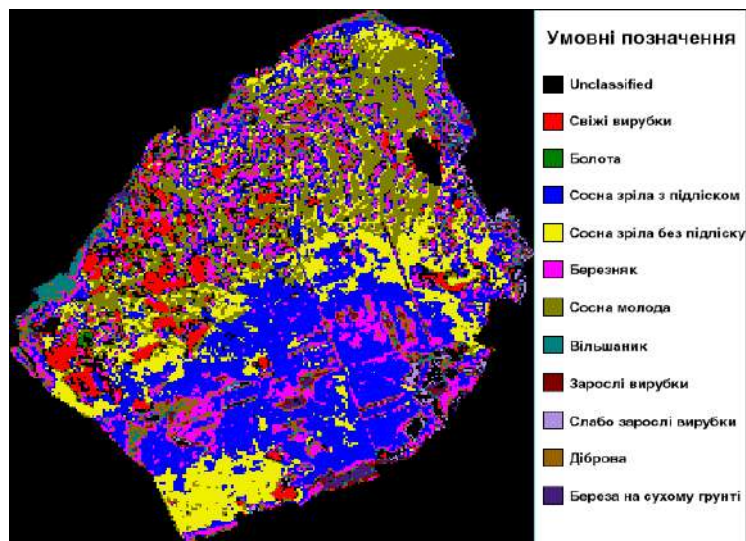 Умовні позначення
Unclassified
Свіжі вирубки
Болота
Сосна зріла з підліском
Сосна зріла без підліску
Березняк
Сосна молода
Вільшаник
Зарослі вирубки
Слабо зарослі вирубки
Діброва
Береза на сухому грунті